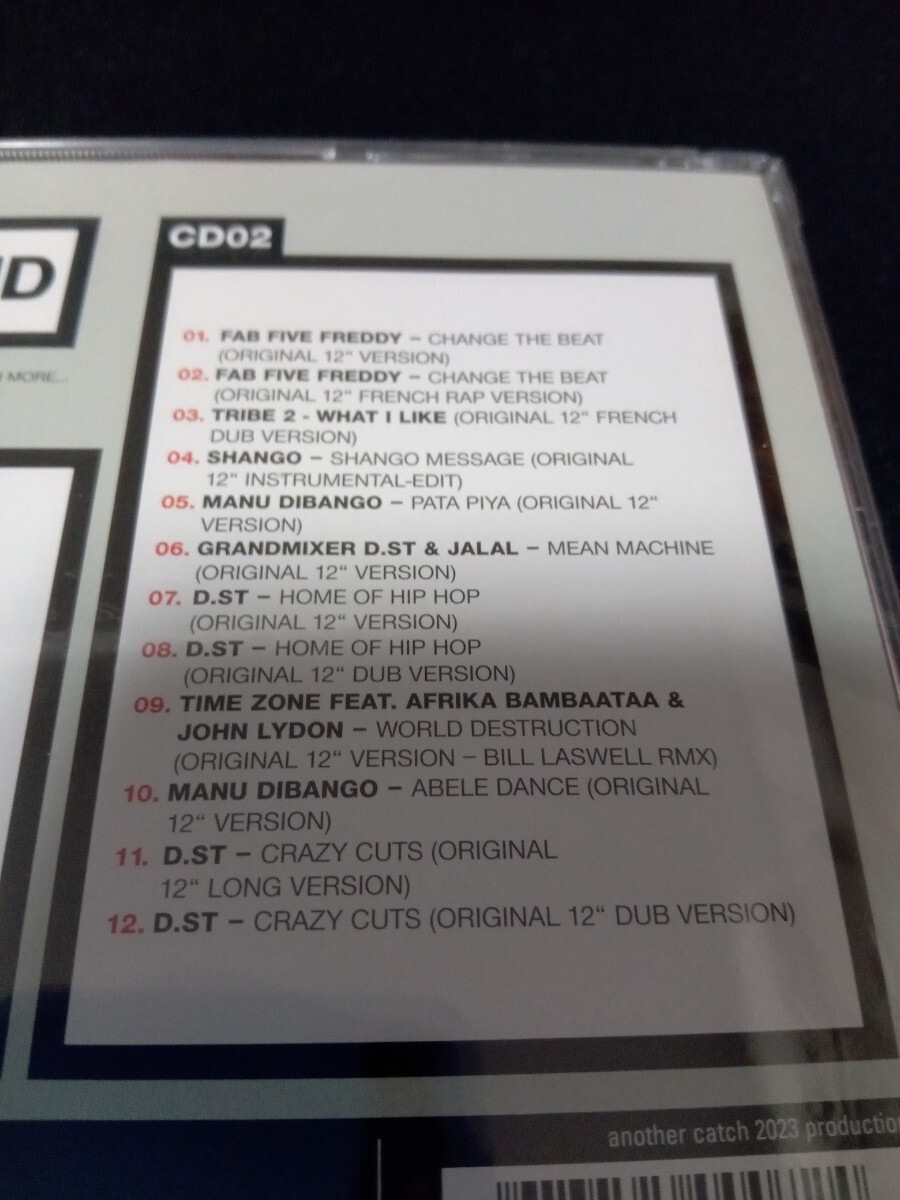 ND
MORE...
CD02
01. FAB FIVE FREDDY – CHANGE THE BEAT
(ORIGINAL 12“ VERSION)
02. FAB FIVE FREDDY – CHANGE THE BEAT
(ORIGINAL 12“ FRENCH RAP VERSION)
03. TRIBE 2 - WHAT I LIKE (ORIGINAL 12“ FRENCH
DUB VERSION)
04. SHANGO – SHANGO MESSAGE (ORIGINAL
12“ INSTRUMENTAL-EDIT)
05. MANU DIBANGO – PATA PIYA (ORIGINAL 12“
VERSION)
06. GRANDMIXER D.ST & JALAL – MEAN MACHINE
(ORIGINAL 12“ VERSION)
07. D.ST – HOME OF HIP HOP
(ORIGINAL 12“ VERSION)
08. D.ST – HOME OF HIP HOP
(ORIGINAL 12“ DUB VERSION)
09. TIME ZONE FEAT. AFRIKA BAMBAATAA &
JOHN LYDON – WORLD DESTRUCTION
(ORIGINAL 12“ VERSION – BILL LASWELL RMX)
10. MANU DIBANGO – ABELE DANCE (ORIGINAL
12“ VERSION)
11. D.ST – CRAZY CUTS (ORIGINAL
12“ LONG VERSION)
12. D.ST – CRAZY CUTS (ORIGINAL 12“ DUB VERSION)
another catch 2023 production